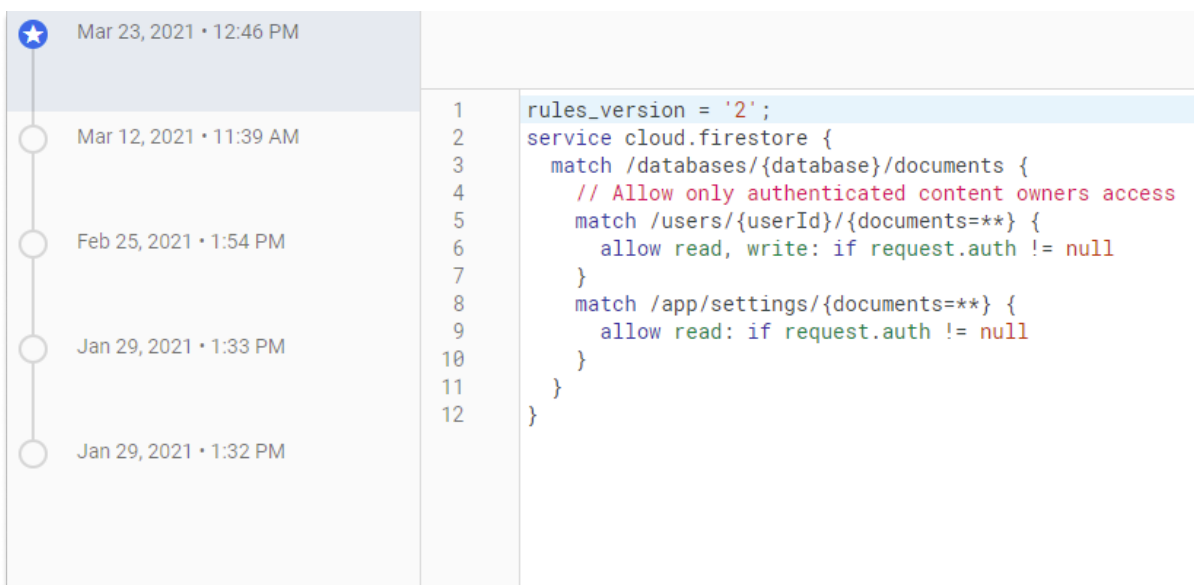 Mar 23, 2021 • 12:46 PM
Mar 12, 2021 • 11:39 AM
Feb 25, 2021 • 1:54 PM
Jan 29, 2021 • 1:33 PM
Jan 29, 2021 • 1:32 PM
1 rules_version = '2';
2 service cloud.firestore {
3   match /databases/{database}/documents {
4     // Allow only authenticated content owners access
5     match /users/{userId}/{documents=**} {
6       allow read, write: if request.auth != null
7     }
8     match /app/settings/{documents=**} {
9       allow read: if request.auth != null
10     }
11   }
12 }